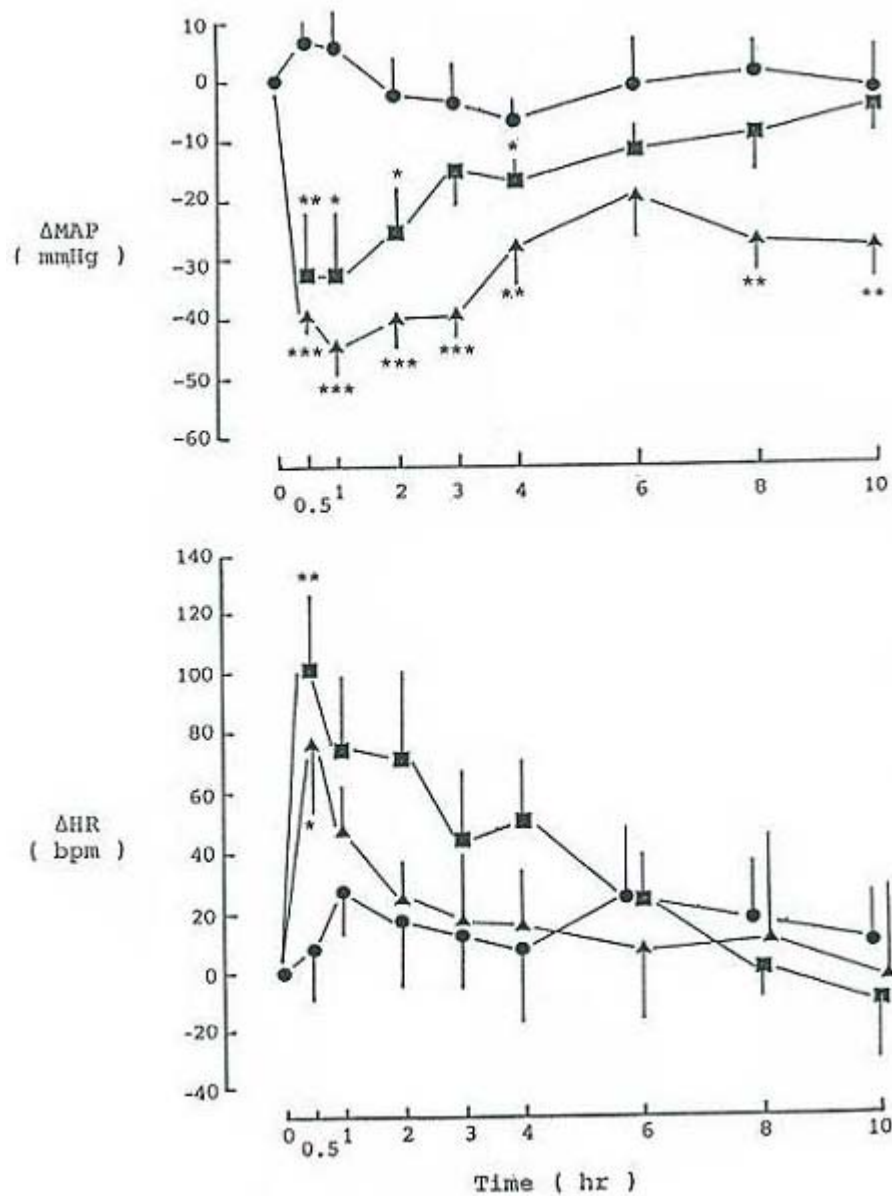 10
0
-10
-20
-30
-40
-50
-60
ΔMAP
( mmHg )
** * * *
*** *** *** *** ** ** **
0 0.5 1 2 3 4 6 8 10
140
120
100
80
60
40
20
0
-20
-40
ΔHR
( bpm )
**
*
0 0.5 1 2 3 4 6 8 10
Time ( hr )